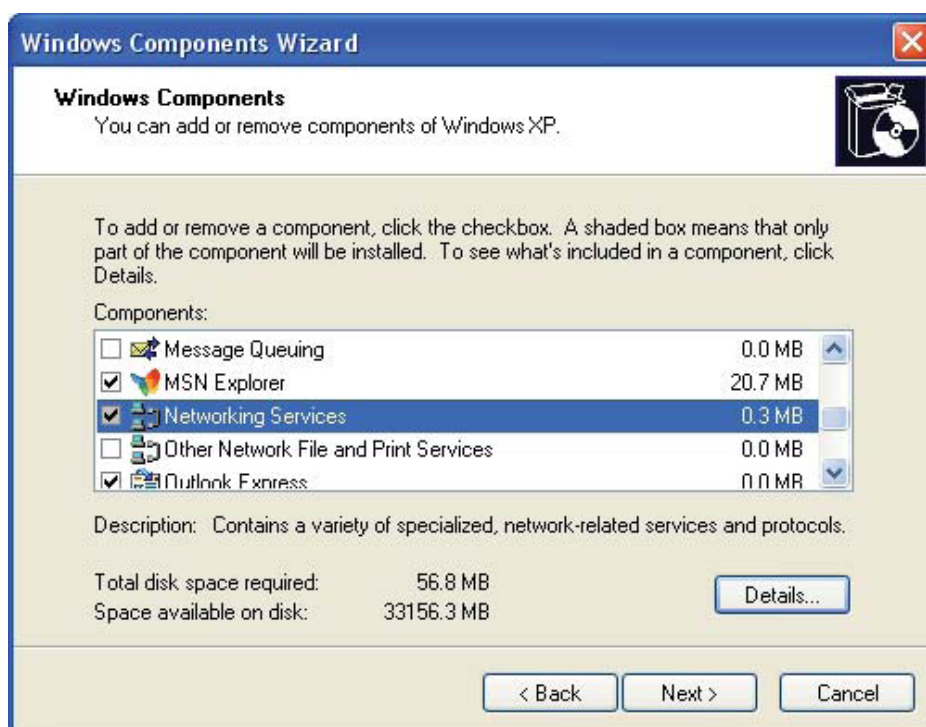 Windows Components Wizard
Windows Components
You can add or remove components of Windows XP.
To add or remove a component, click the checkbox. A shaded box means that only
part of the component will be installed. To see what's included in a component, click
Details.
Components:
Message Queuing 0.0 MB
MSN Explorer 20.7 MB
Networking Services 0.3 MB
Other Network File and Print Services 0.0 MB
Outlook Express 0.0 MB
Description: Contains a variety of specialized, network-related services and protocols.
Total disk space required: 56.8 MB
Space available on disk: 33156.3 MB
Details...
< Back Next > Cancel